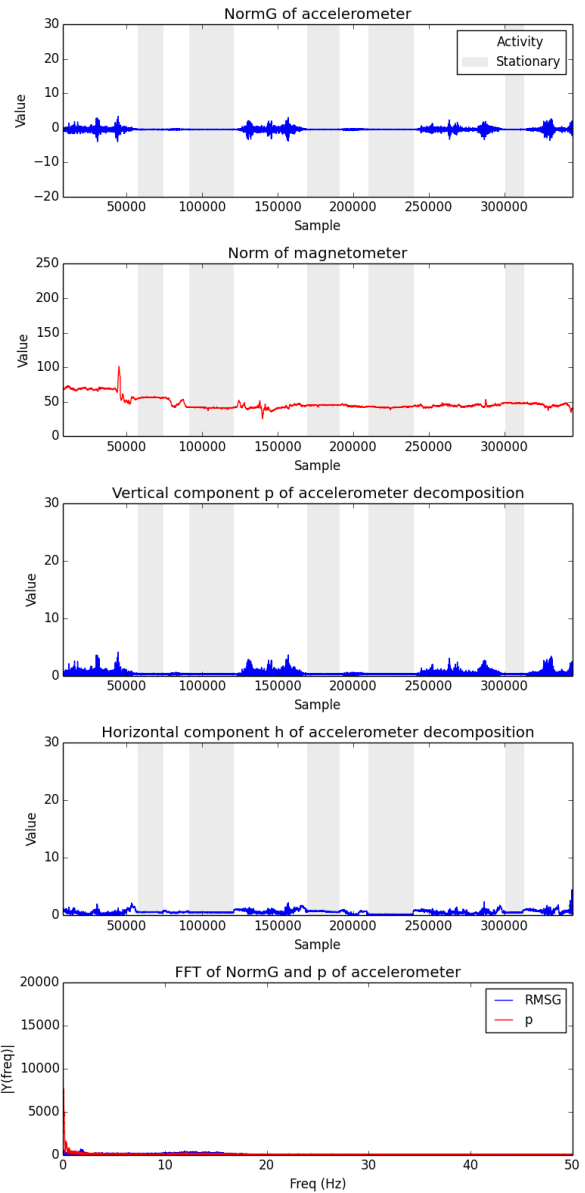 NormG of accelerometer
30
20
10
0
−10
−20
Value
Activity
Stationary
50000 100000 150000 200000 250000 300000
Sample
Norm of magnetometer
250
200
150
100
50
0
Value
50000 100000 150000 200000 250000 300000
Sample
Vertical component p of accelerometer decomposition
30
20
10
0
Value
50000 100000 150000 200000 250000 300000
Sample
Horizontal component h of accelerometer decomposition
30
20
10
0
Value
50000 100000 150000 200000 250000 300000
Sample
FFT of NormG and p of accelerometer
20000
15000
10000
5000
0
|Y(freq)|
RMSG
p
0 10 20 30 40 50
Freq (Hz)